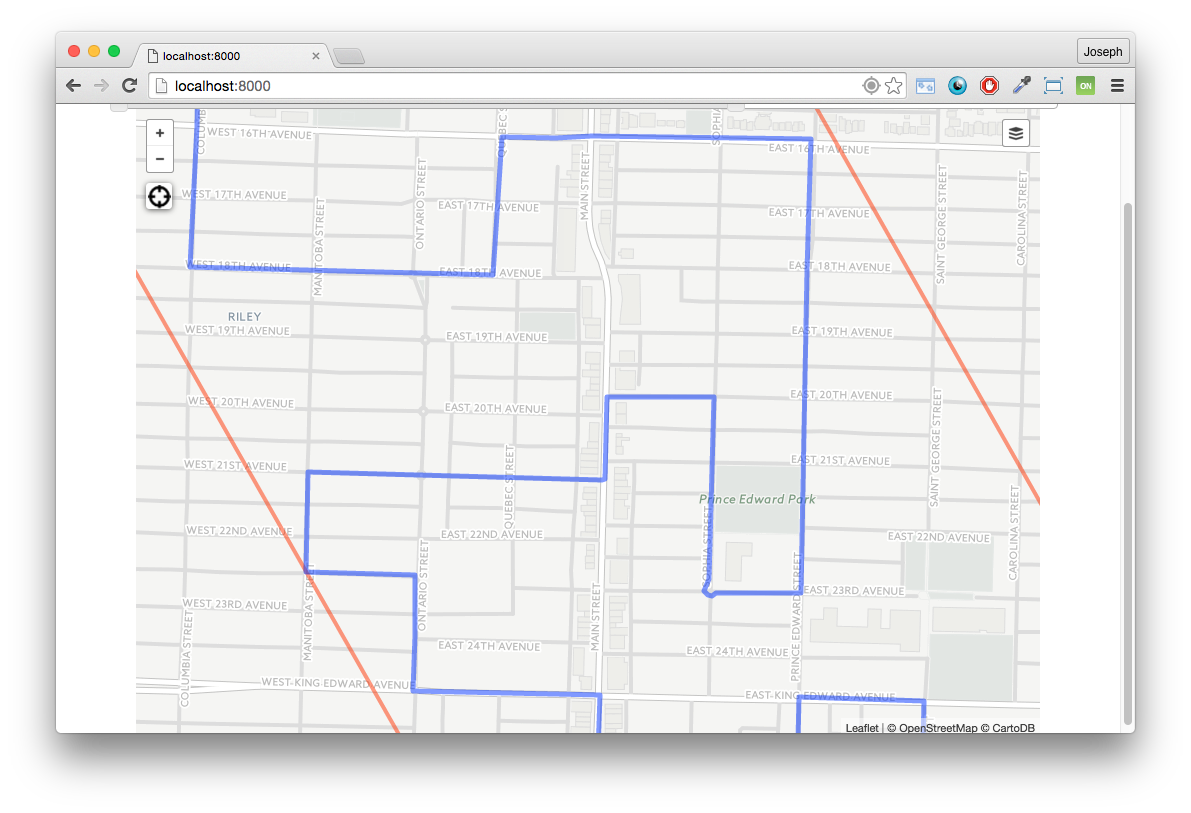 localhost:8000
Joseph
localhost:8000
ON
+
−
WEST 16TH AVENUE
EAST 16TH AVENUE
WEST 17TH AVENUE
EAST 17TH AVENUE
EAST 17TH AVENUE
WEST 18TH AVENUE
EAST 18TH AVENUE
EAST 18TH AVENUE
MANITOBA STREET
ONTARIO STREET
MAIN STREET
SAINT GEORGE STREET
CAROLINA STREET
RILEY
WEST 19TH AVENUE
EAST 19TH AVENUE
EAST 19TH AVENUE
WEST 20TH AVENUE
EAST 20TH AVENUE
EAST 20TH AVENUE
WEST 21ST AVENUE
EAST 21ST AVENUE
QUEBEC STREET
SAINT GEORGE STREET
Prince Edward Park
WEST 22ND AVENUE
EAST 22ND AVENUE
EAST 22ND AVENUE
SOPHIA STREET
CAROLINA STREET
WEST 23RD AVENUE
EAST 23RD AVENUE
COLUMBIA STREET
MANITOBA STREET
ONTARIO STREET
MAIN STREET
PRINCE EDWARD STREET
EAST 24TH AVENUE
EAST 24TH AVENUE
WEST KING EDWARD AVENUE
EAST KING EDWARD AVENUE
Leaflet | © OpenStreetMap © CartoDB